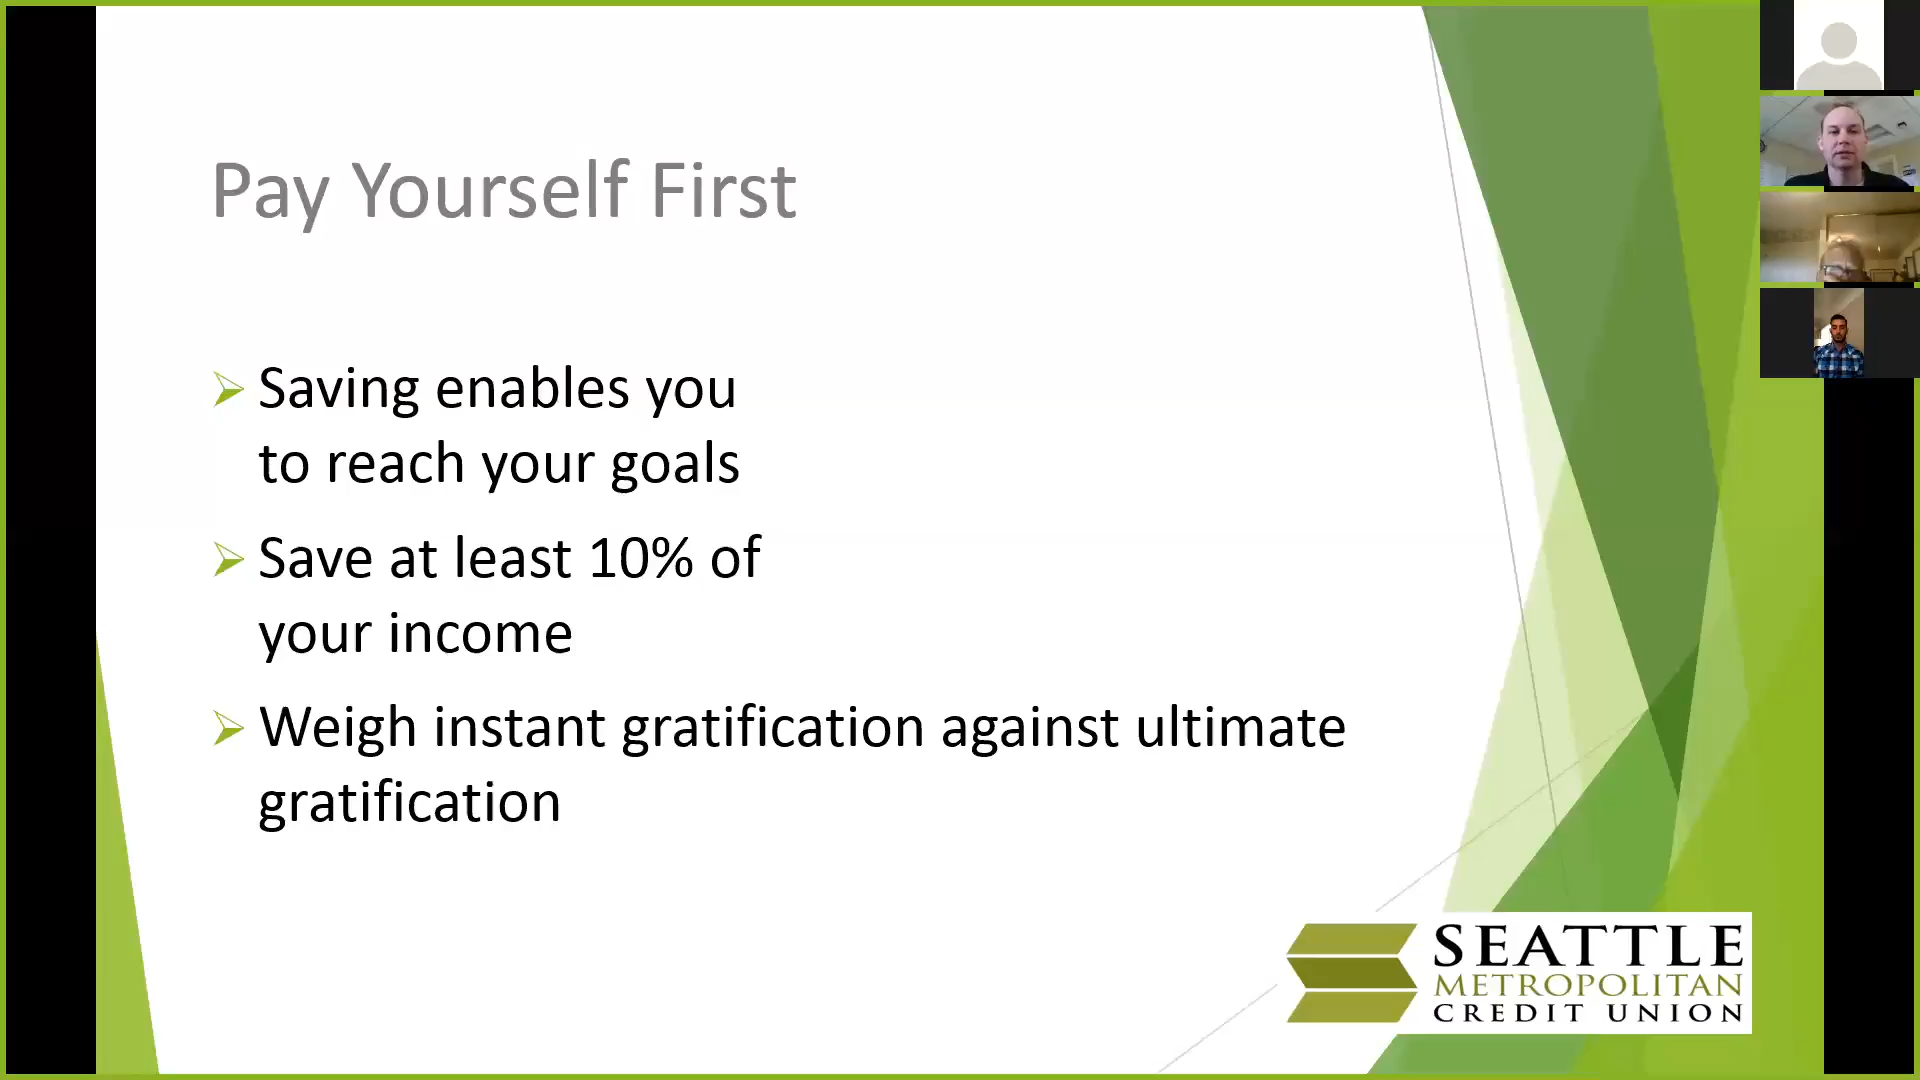 Pay Yourself First
Saving enables you
to reach your goals
Save at least 10% of
your income
Weigh instant gratification against ultimate
gratification
SEATTLE
METROPOLITAN
CREDIT UNION